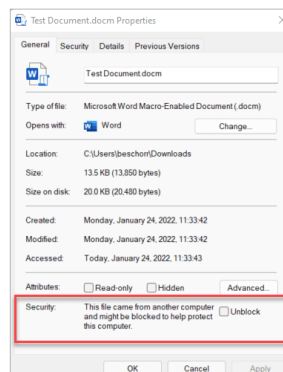 Test Document.docm Properties
General Security Details Previous Versions
Test Document.docm
Type of file: Microsoft Word Macro-Enabled Document (.docm)
Opens with: Word Change...
Location: C:\Users\beschorr\Downloads
Size: 13.5 KB (13,850 bytes)
Size on disk: 20.0 KB (20,480 bytes)
Created: Monday, January 24, 2022, 11:33:42
Modified: Monday, January 24, 2022, 11:33:42
Accessed: Today, January 24, 2022, 11:33:43
Attributes: Read-only Hidden Advanced...
Security: This file came from another computer
and might be blocked to help protect
this computer.
Unblock
OK Cancel Apply